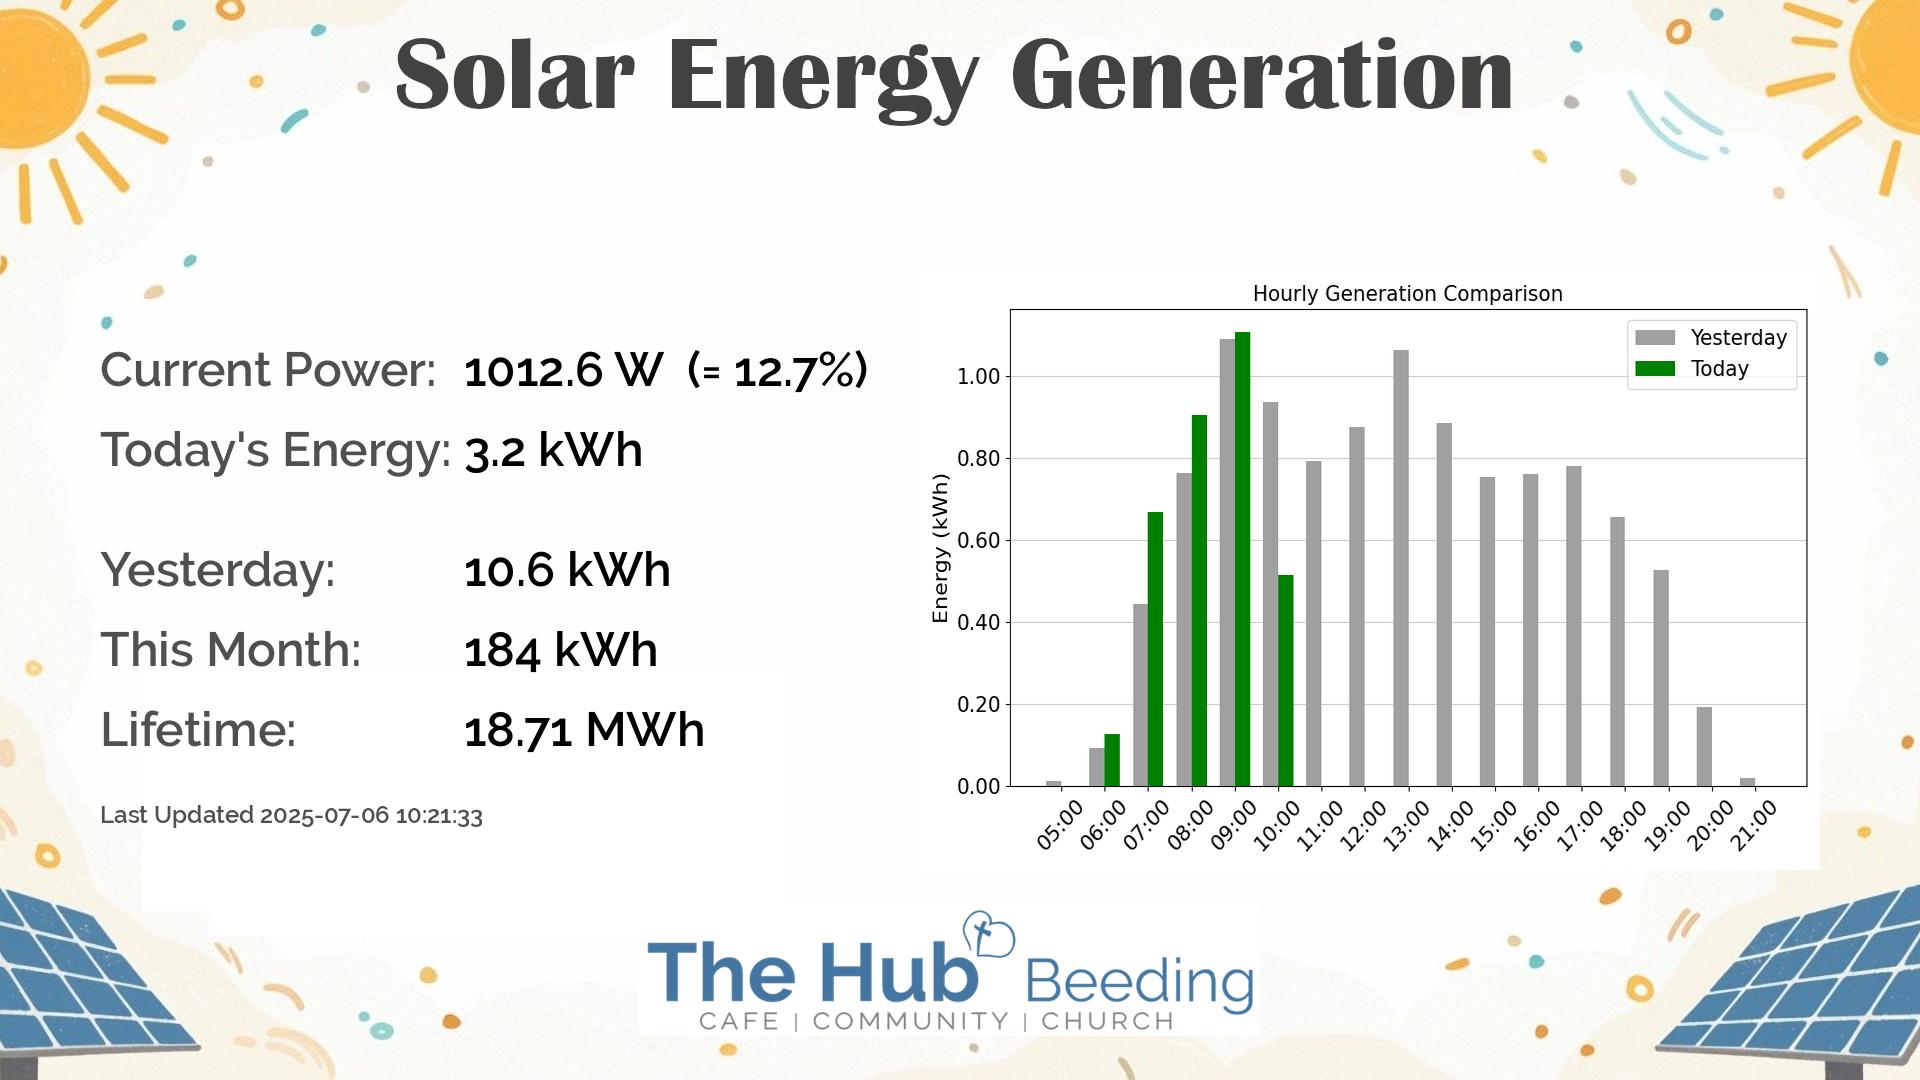 Solar Energy Generation
Current Power: 1012.6 W (= 12.7%)
Today's Energy: 3.2 kWh
Yesterday: 10.6 kWh
This Month: 184 kWh
Lifetime: 18.71 MWh
Last Updated 2025-07-06 10:21:33
Hourly Generation Comparison
Yesterday
Today
Energy (kWh)
1.00
0.80
0.60
0.40
0.20
0.00
05:00 06:00 07:00 08:00 09:00 10:00 11:00 12:00 13:00 14:00 15:00 16:00 17:00 18:00 19:00 20:00 21:00
The Hub Beeding
CAFE | COMMUNITY | CHURCH